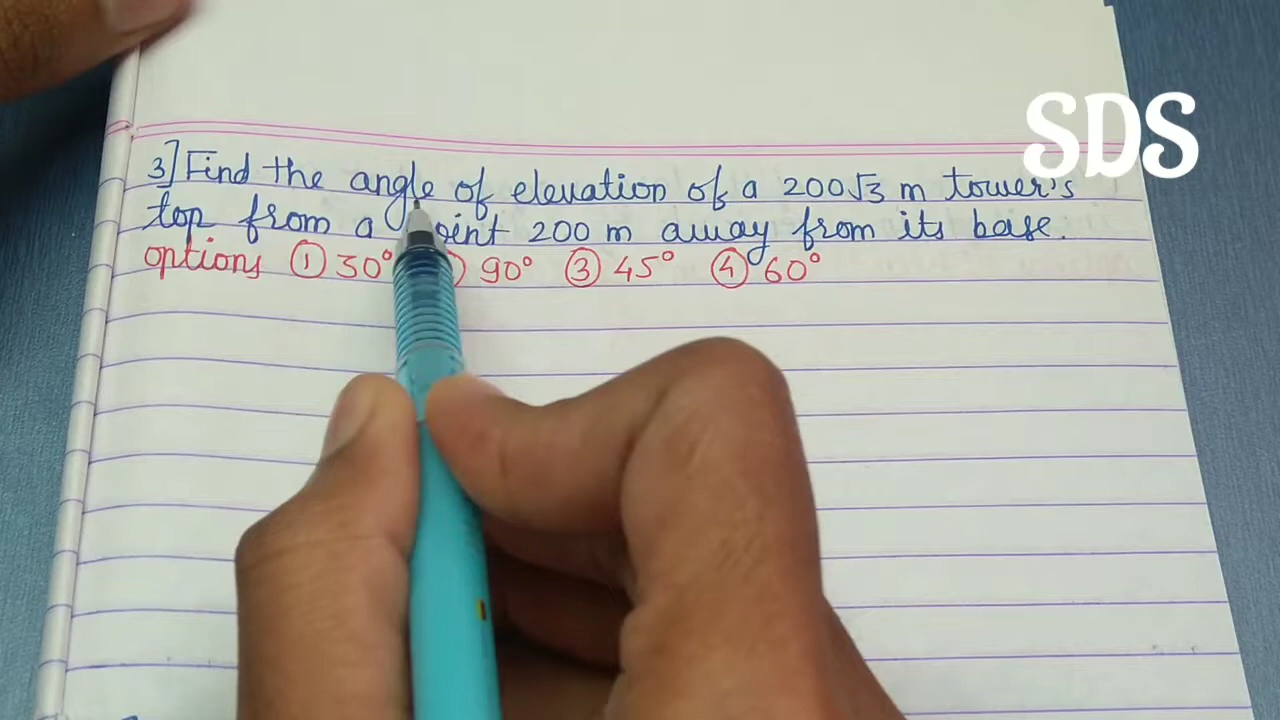 SDS
3] Find the angle of elevation of a 200√3 m tower's
top from a oint 200 m away from its base.
options ① 30° 90° ③ 45° ④ 60°